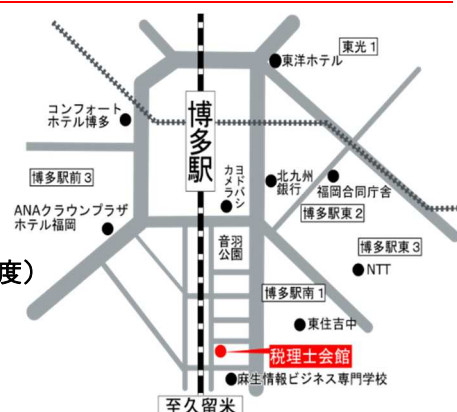 東光1
東洋ホテル
コンフォート
ホテル博多
博多駅
ヨドバシ
カメラ
北九州
銀行
福岡合同庁舎
博多駅前3
博多駅東2
ANAクラウンプラザ
ホテル福岡
音羽
公園
博多駅東3
NTT
度）
博多駅南1
東住吉中
税理士会館
麻生情報ビジネス専門学校
至久留米